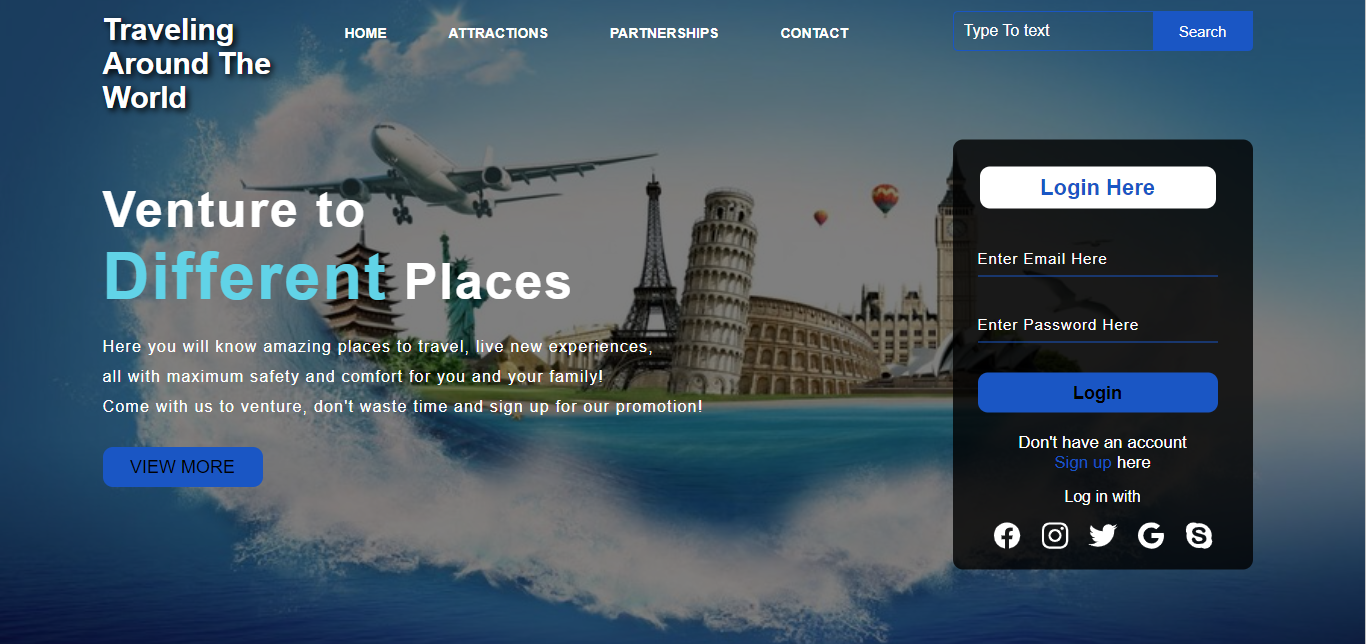 Traveling
Around The
World
HOME
ATTRACTIONS
PARTNERSHIPS
CONTACT
Type To text
Search
Venture to
Different Places
Here you will know amazing places to travel, live new experiences,
all with maximum safety and comfort for you and your family!
Come with us to venture, don't waste time and sign up for our promotion!
VIEW MORE
Login Here
Enter Email Here
Enter Password Here
Login
Don't have an account
Sign up here
Log in with